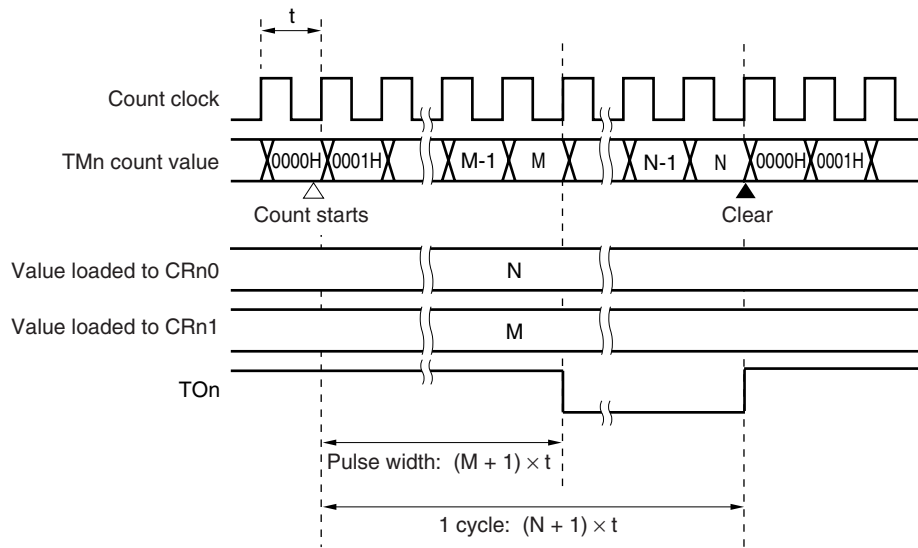 t
Count clock
TMn count value
0000H 0001H M-1 M N-1 N 0000H 0001H
Count starts
Clear
Value loaded to CRn0
N
Value loaded to CRn1
M
TOn
Pulse width: (M + 1) × t
1 cycle: (N + 1) × t